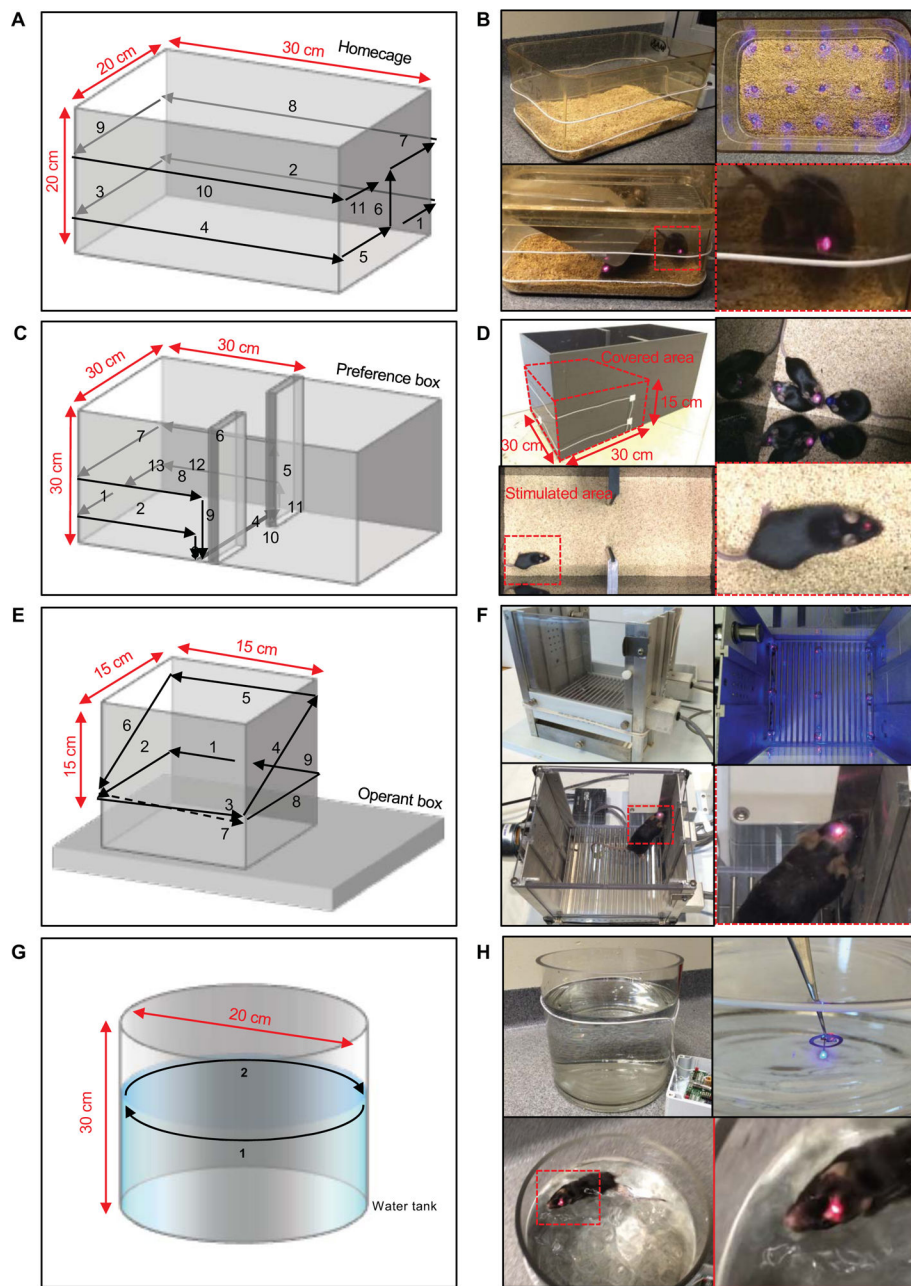 A
20 cm
30 cm
Homecage
20 cm
8
9
7
2
3
10
11
6
1
4
5
B
C
30 cm
30 cm
Preference box
30 cm
7
6
13
12
8
5
1
2
9
4
11
10
D
Covered area
15 cm
30 cm
30 cm
Stimulated area
E
15 cm
15 cm
15 cm
5
6
2
1
4
9
3
8
7
Operant box
F
G
20 cm
30 cm
2
1
Water tank
H